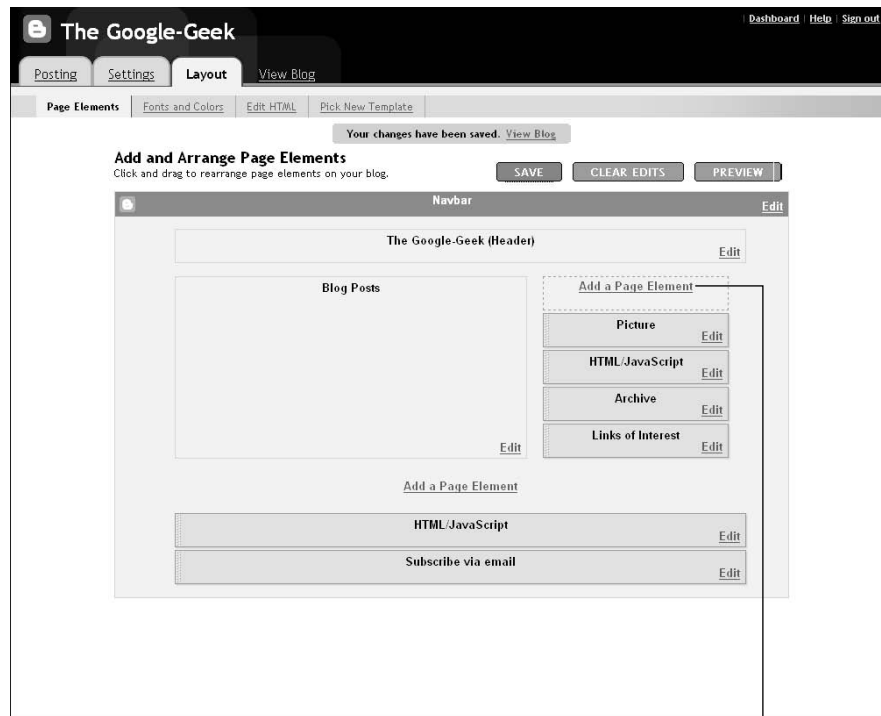 The Google-Geek
Dashboard | Help | Sign out
Posting Settings Layout View Blog
Page Elements Fonts and Colors Edit HTML Pick New Template
Your changes have been saved. View Blog
Add and Arrange Page Elements
Click and drag to rearrange page elements on your blog.
SAVE CLEAR EDITS PREVIEW
Navbar
Edit
The Google-Geek (Header)
Edit
Blog Posts
Edit
Add a Page Element
Picture
Edit
HTML/JavaScript
Edit
Archive
Edit
Links of Interest
Edit
Add a Page Element
HTML/JavaScript
Edit
Subscribe via email
Edit